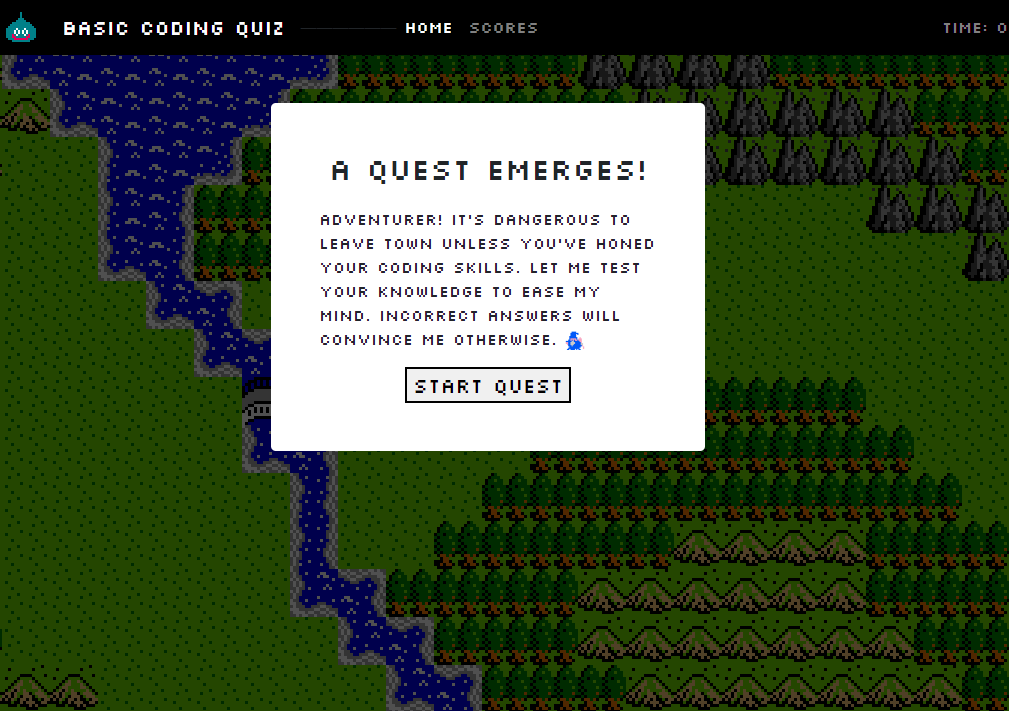 BASIC CODING QUIZ
HOME SCORES
TIME: 0
A QUEST EMERGES!
ADVENTURER! IT'S DANGEROUS TO
LEAVE TOWN UNLESS YOU'VE HONED
YOUR CODING SKILLS. LET ME TEST
YOUR KNOWLEDGE TO EASE MY
MIND. INCORRECT ANSWERS WILL
CONVINCE ME OTHERWISE.
START QUEST